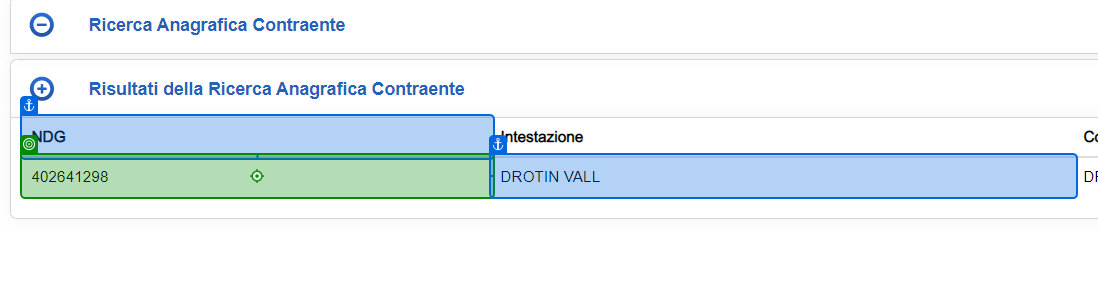 Ricerca Anagrafica Contraente
Risultati della Ricerca Anagrafica Contraente
NDG Intestazione
402641298 DROTIN VALL